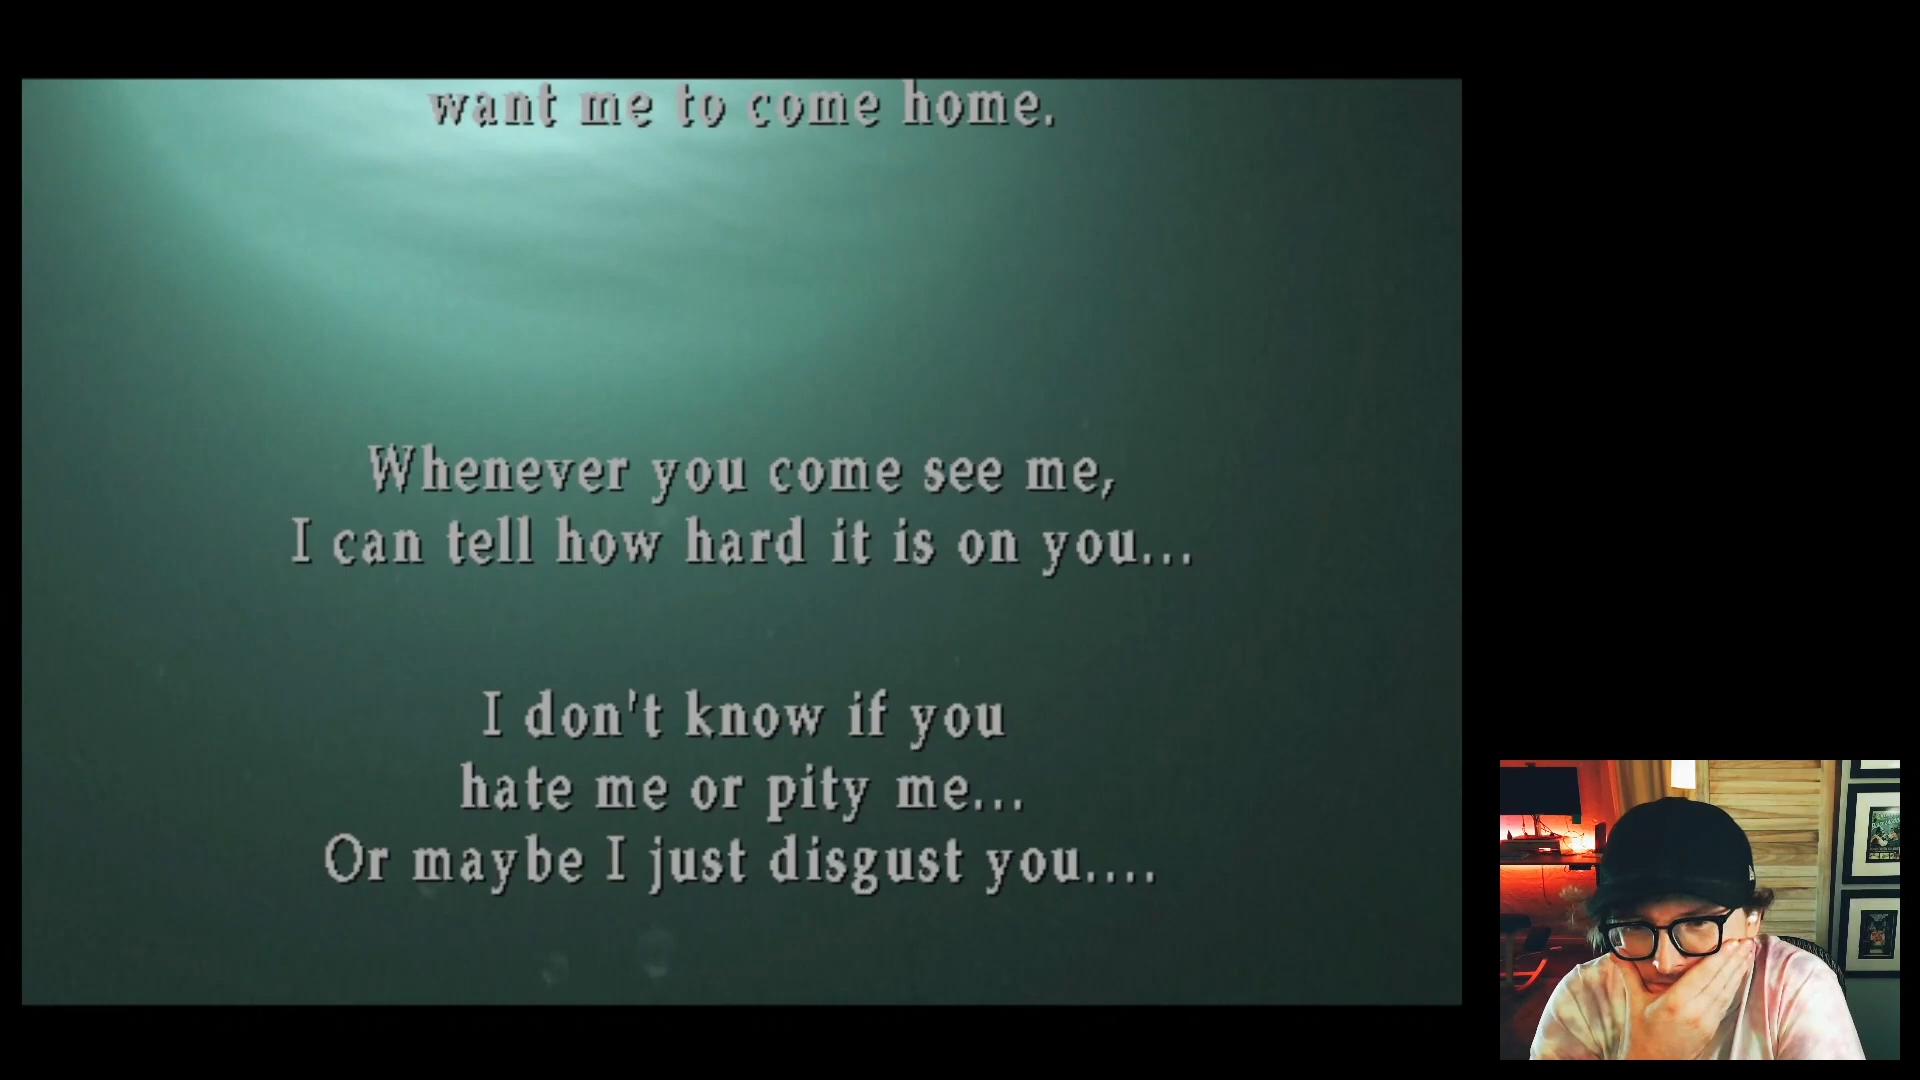 want me to come home.
Whenever you come see me,
I can tell how hard it is on you...
I don't know if you
hate me or pity me...
Or maybe I just disgust you....